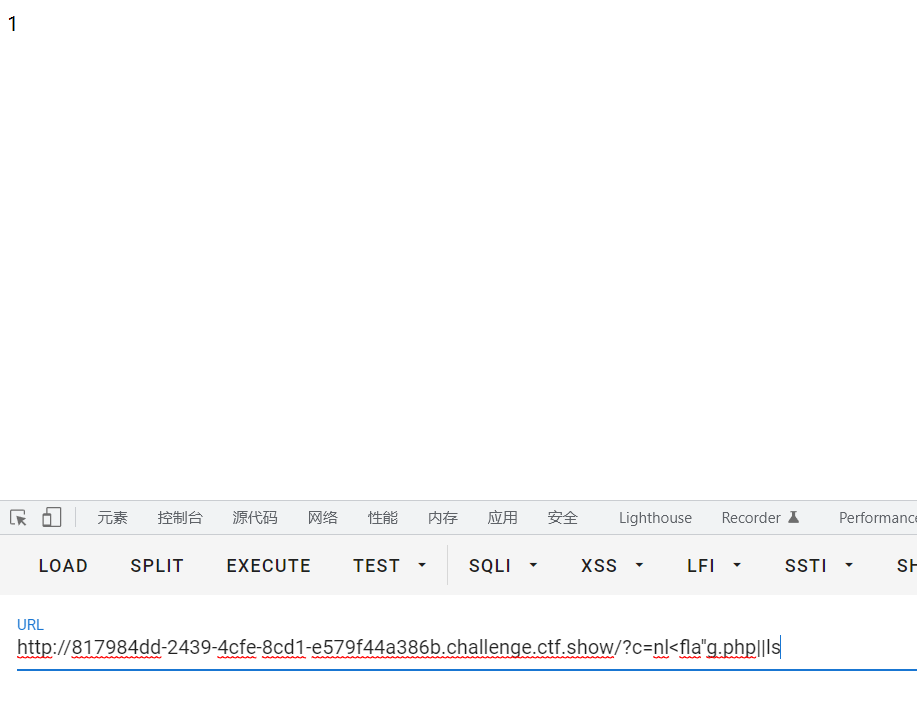 1
元素 控制台 源代码 网络 性能 内存 应用 安全 Lighthouse Recorder Performance
LOAD SPLIT EXECUTE TEST SQLI XSS LFI SSTI SH
URL
http://817984dd-2439-4cfe-8cd1-e579f44a386b.challenge.ctf.show/?c=nl<fla"g.php||ls